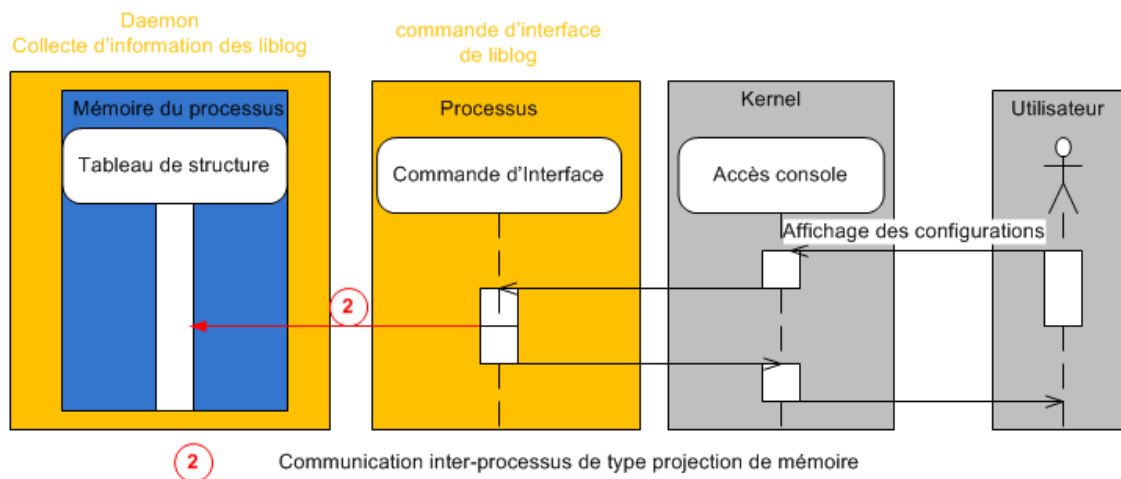 Daemon
Collecte d'information des liblog
commande d'interface
de liblog
Mémoire du processus
Processus
Kernel
Utilisateur
Tableau de structure
Commande d'Interface
Accès console
Affichage des configurations
2
2
Communication inter-processus de type projection de mémoire